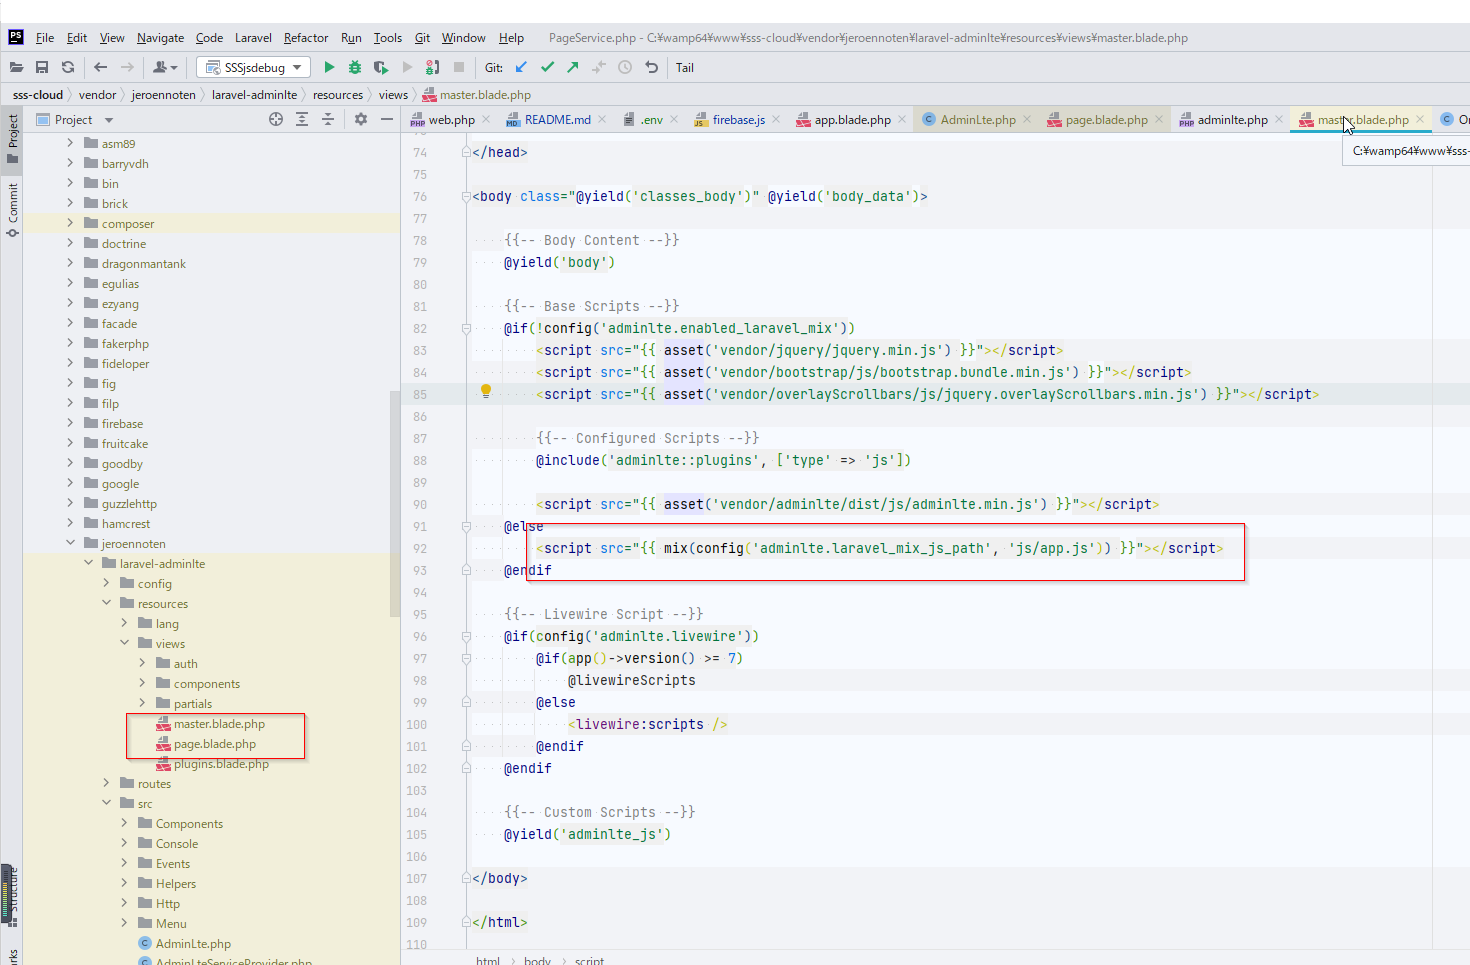 File Edit View Navigate Code Laravel Refactor Run Tools Git Window Help PageService.php - C:¥wamp64¥www¥sss-cloud¥vendor¥jeroennoten¥laravel-adminlte¥resources¥views¥master.blade.php
SSSjsdebug Git: Tail
sss-cloud vendor jeroennoten laravel-adminlte resources views master.blade.php
Project
Commit
Structure
Project
asm89
barryvdh
bin
brick
composer
doctrine
dragonmantank
egulias
ezyang
facade
fakerphp
fideloper
fig
filp
firebase
fruitcake
goodby
google
guzzlehttp
hamcrest
jeroennoten
laravel-adminlte
config
resources
lang
views
auth
components
partials
master.blade.php
page.blade.php
plugins.blade.php
routes
src
Components
Console
Events
Helpers
Http
Menu
AdminLte.php
AdminLteServiceProvider.php
web.php README.md .env firebase.js app.blade.php AdminLte.php page.blade.php adminlte.php master.blade.php
C:¥wamp64¥www¥sss-
74 </head>
75
76 <body class="@yield('classes_body')" @yield('body_data')>
77
78 {{-- Body Content --}}
79 @yield('body')
80
81 {{-- Base Scripts --}}
82 @if(!config('adminlte.enabled_laravel_mix'))
83 <script src="{{ asset('vendor/jquery/jquery.min.js') }}"></script>
84 <script src="{{ asset('vendor/bootstrap/js/bootstrap.bundle.min.js') }}"></script>
85 <script src="{{ asset('vendor/overlayScrollbars/js/jquery.overlayScrollbars.min.js') }}"></script>
86
87 {{-- Configured Scripts --}}
88 @include('adminlte::plugins', ['type' => 'js'])
89
90 <script src="{{ asset('vendor/adminlte/dist/js/adminlte.min.js') }}"></script>
91 @else
92 <script src="{{ mix(config('adminlte.laravel_mix_js_path', 'js/app.js')) }}"></script>
93 @endif
94
95 {{-- Livewire Script --}}
96 @if(config('adminlte.livewire'))
97 @if(app()->version() >= 7)
98 @livewireScripts
99 @else
100 <livewire:scripts />
101 @endif
102 @endif
103
104 {{-- Custom Scripts --}}
105 @yield('adminlte_js')
106
107 </body>
108
109 </html>
110
html body script